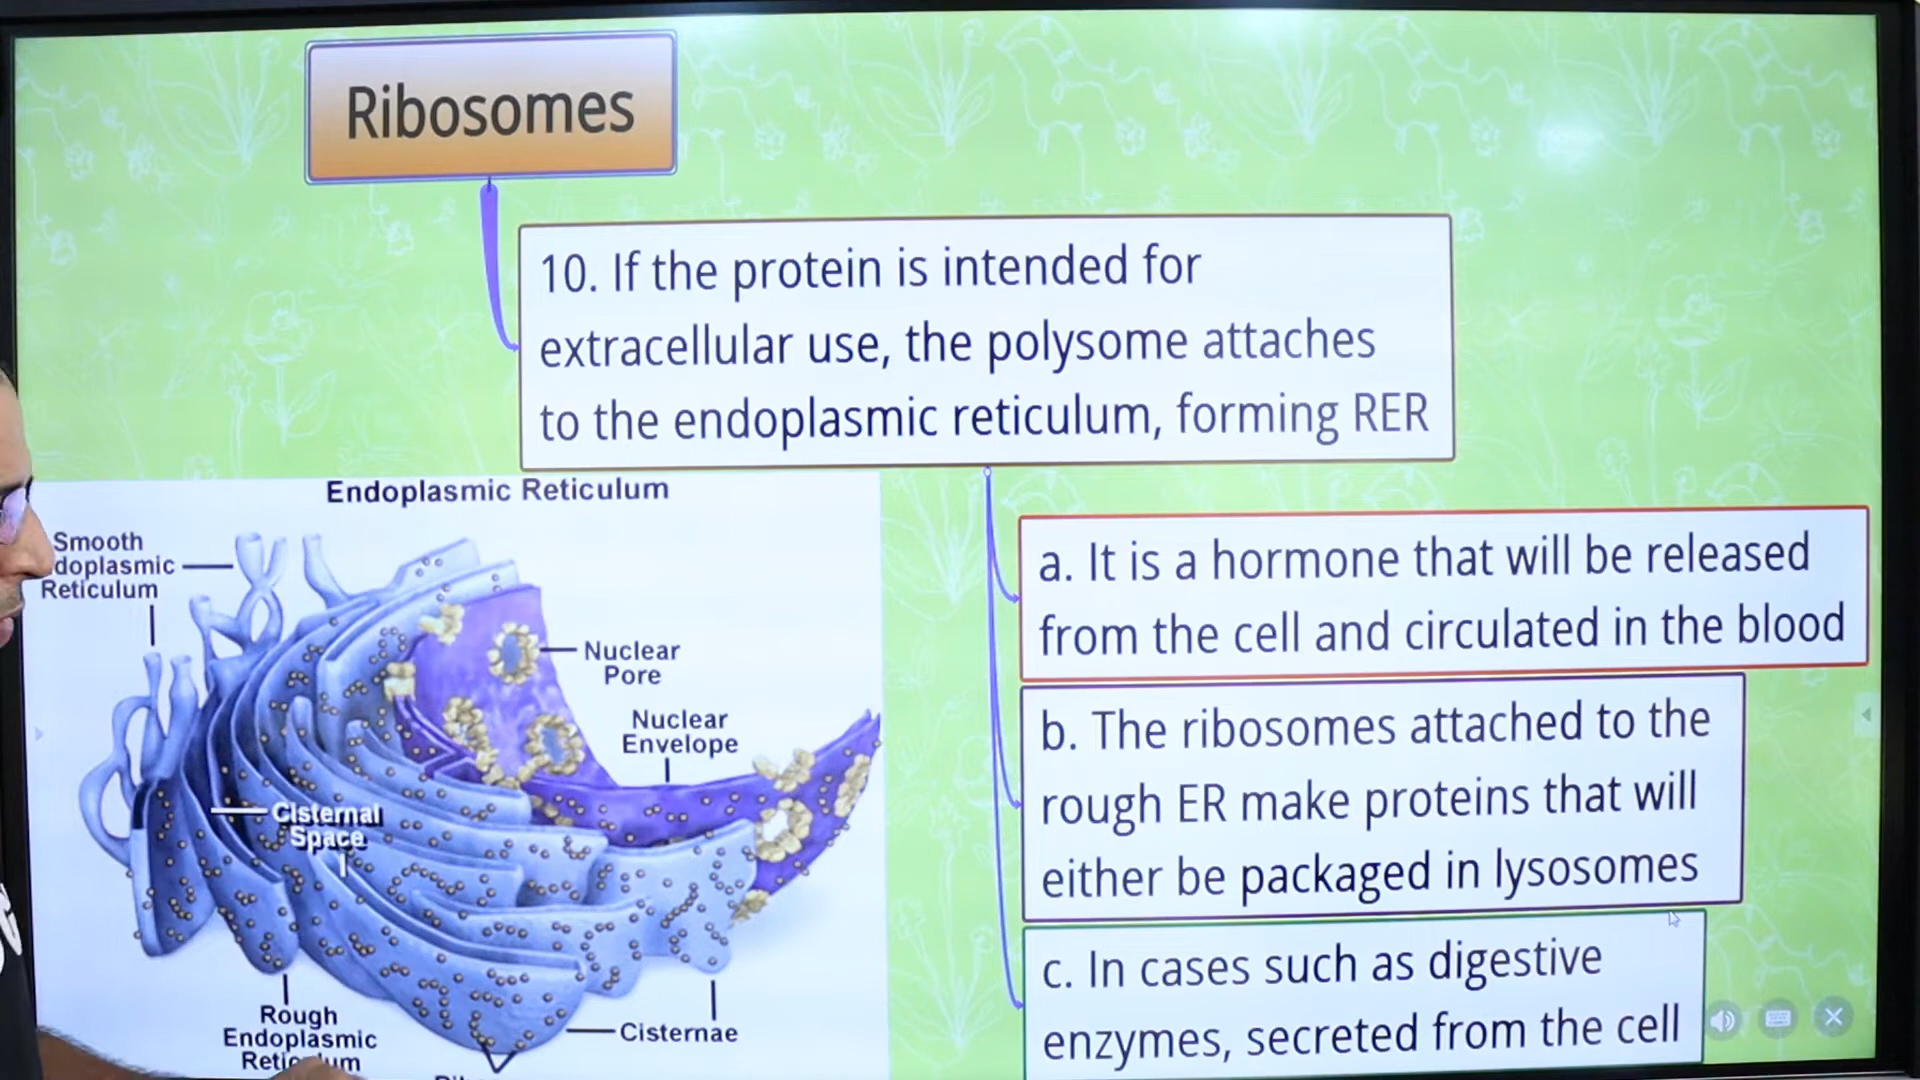 Ribosomes
10. If the protein is intended for
extracellular use, the polysome attaches
to the endoplasmic reticulum, forming RER
a. It is a hormone that will be released
from the cell and circulated in the blood
b. The ribosomes attached to the
rough ER make proteins that will
either be packaged in lysosomes
c. In cases such as digestive
enzymes, secreted from the cell
Endoplasmic Reticulum
Smooth
doplasmic
Reticulum
Nuclear
Pore
Nuclear
Envelope
Cisternal
Space
Rough
Endoplasmic
Cisternae